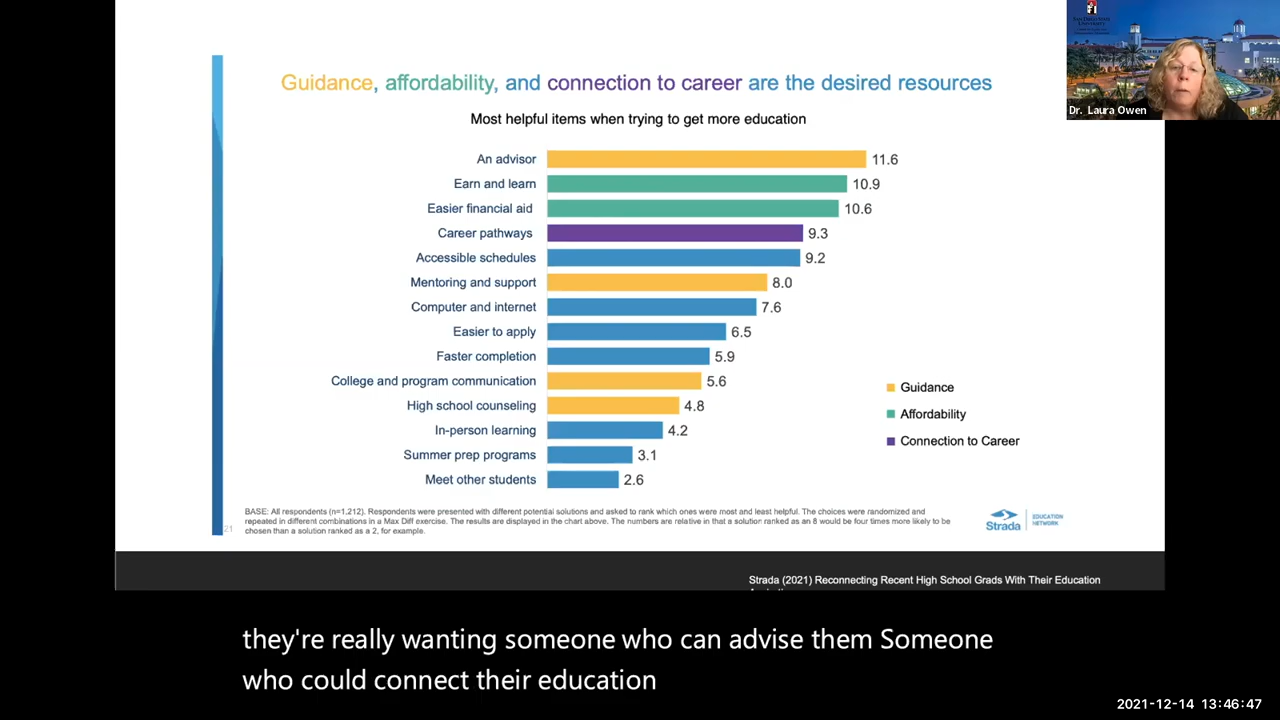 Guidance, affordability, and connection to career are the desired resources
Most helpful items when trying to get more education
An advisor 11.6
Earn and learn 10.9
Easier financial aid 10.6
Career pathways 9.3
Accessible schedules 9.2
Mentoring and support 8.0
Computer and internet 7.6
Easier to apply 6.5
Faster completion 5.9
College and program communication 5.6
High school counseling 4.8
In-person learning 4.2
Summer prep programs 3.1
Meet other students 2.6
Guidance
Affordability
Connection to Career
BASE: All respondents (n=1,212). Respondents were presented with different potential solutions and asked to rank which ones were most and least helpful. The choices were randomized and
repeated in different combinations in a Max Diff exercise. The results are displayed in the chart above. The numbers are relative in that a solution ranked as an 8 would be four times more likely to be
chosen than a solution ranked as a 2, for example.
21
Strada EDUCATION
NETWORK
Strada (2021) Reconnecting Recent High School Grads With Their Education
Dr. Laura Owen
they're really wanting someone who can advise them Someone
who could connect their education
2021-12-14 13:46:47